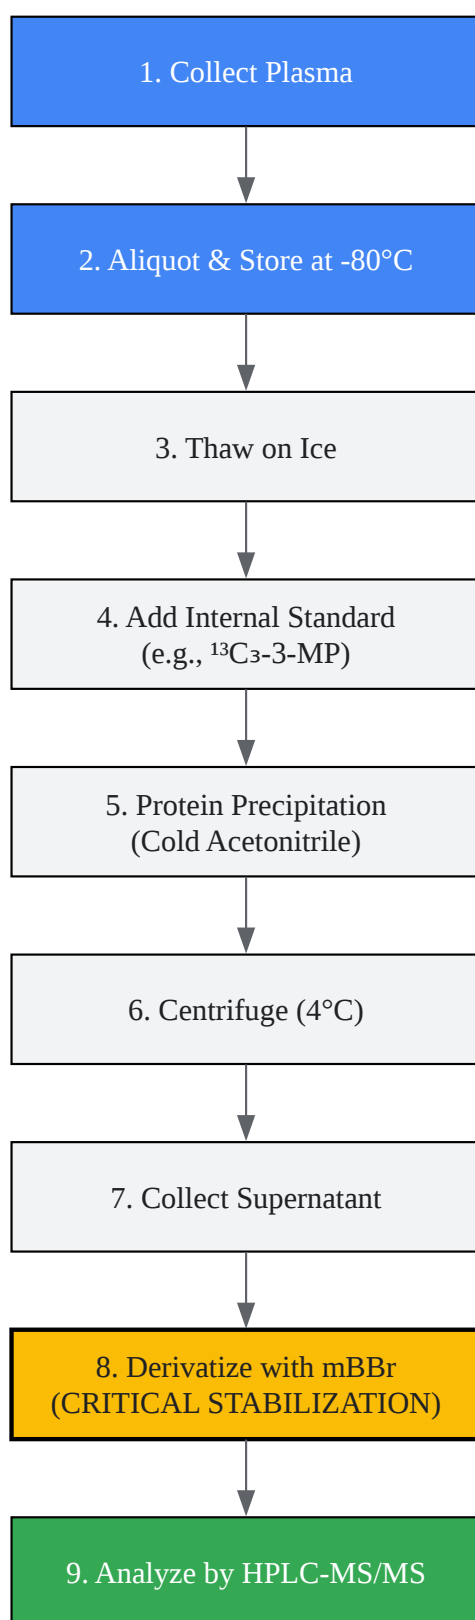 1. Collect Plasma
2. Aliquot & Store at -80°C
3. Thaw on Ice
4. Add Internal Standard
(e.g., ¹³C₃-3-MP)
5. Protein Precipitation
(Cold Acetonitrile)
6. Centrifuge (4°C)
7. Collect Supernatant
8. Derivatize with mBBr
(CRITICAL STABILIZATION)
9. Analyze by HPLC-MS/MS